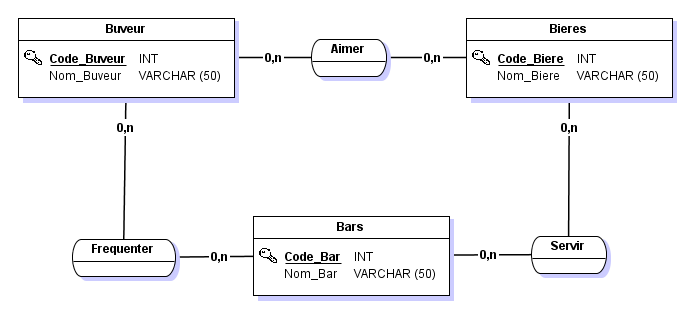 Buveur
Code_Buveur INT
Nom_Buveur VARCHAR (50)
0,n
Aimer
0,n
Bieres
Code_Biere INT
Nom_Biere VARCHAR (50)
0,n
0,n
Frequenter
0,n
Bars
Code_Bar INT
Nom_Bar VARCHAR (50)
0,n
Servir